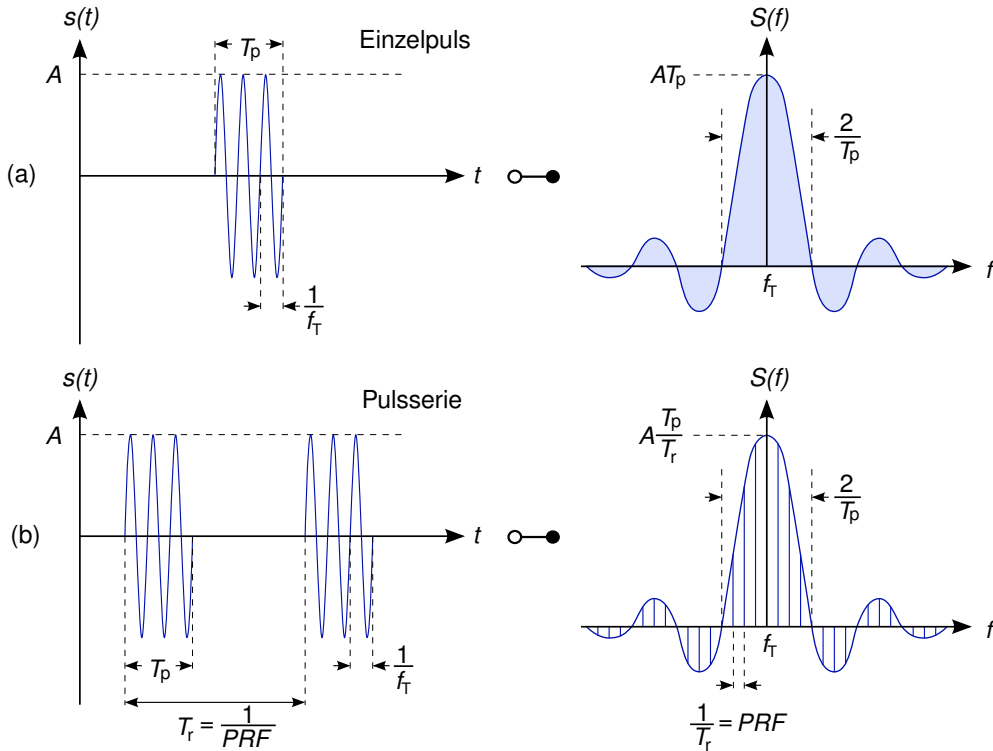 s(t)
A
T_p
Einzelpuls
t
(a)
1/f_T
S(f)
AT_p
2/T_p
f_T
f
s(t)
A
Pulsserie
t
(b)
T_p
1/f_T
T_r = 1/PRF
S(f)
A T_p/T_r
2/T_p
f_T
f
1/T_r = PRF